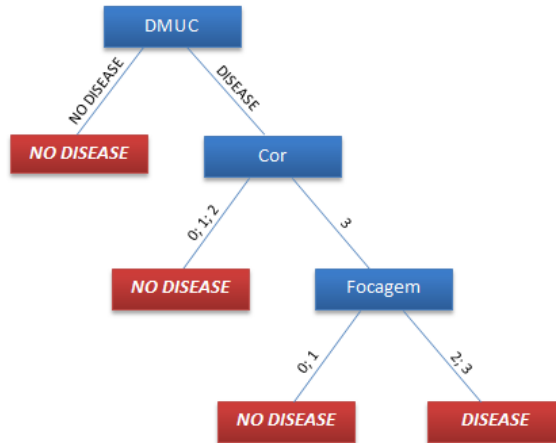 DMUC
NO DISEASE
DISEASE
NO DISEASE
Cor
0; 1; 2
3
NO DISEASE
Focagem
0; 1
2; 3
NO DISEASE
DISEASE